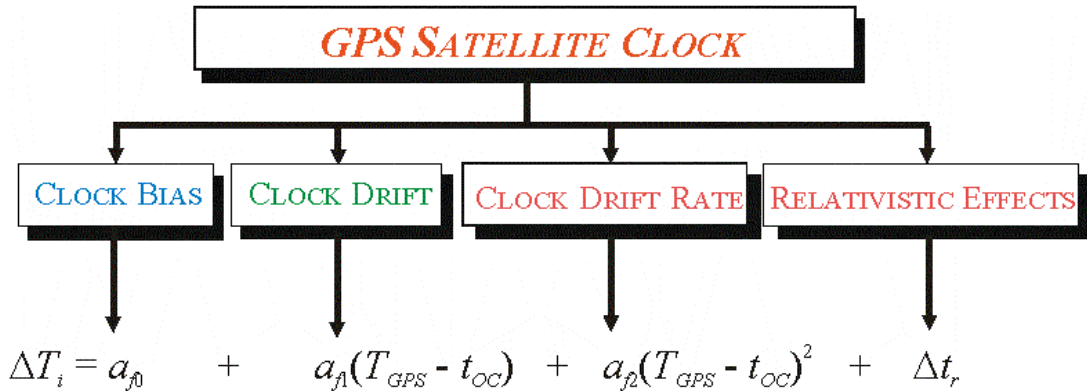 GPS SATELLITE CLOCK
CLOCK BIAS
CLOCK DRIFT
CLOCK DRIFT RATE
RELATIVISTIC EFFECTS
ΔTᵢ = a_f0 + a_f1(T_GPS - t_OC) + a_f2(T_GPS - t_OC)² + Δt_r